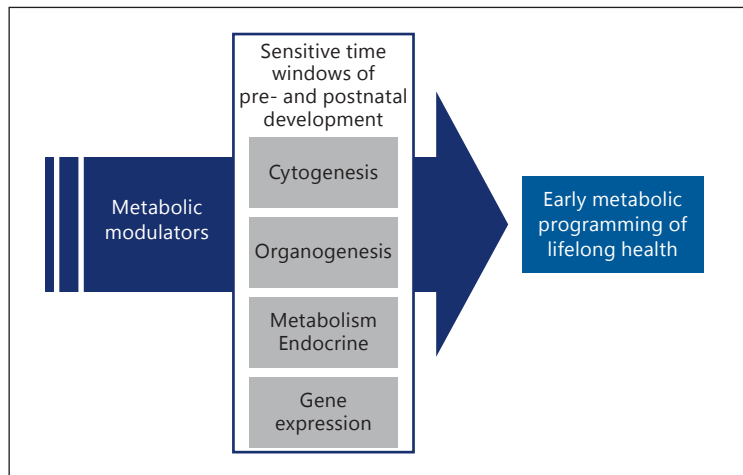 Sensitive time
windows of
pre- and postnatal
development
Cytogenesis
Metabolic
modulators
Organogenesis
Metabolism
Endocrine
Gene
expression
Early metabolic
programming of
lifelong health